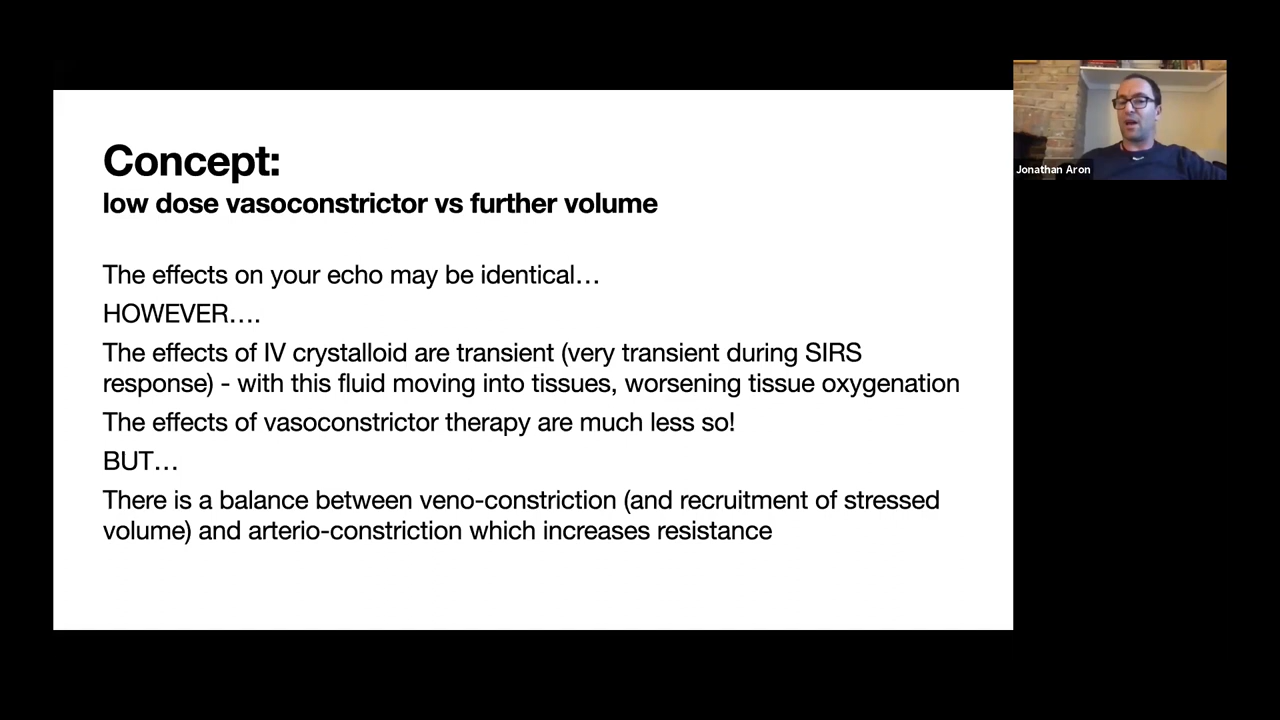 Concept:
low dose vasoconstrictor vs further volume
The effects on your echo may be identical…
HOWEVER….
The effects of IV crystalloid are transient (very transient during SIRS
response) - with this fluid moving into tissues, worsening tissue oxygenation
The effects of vasoconstrictor therapy are much less so!
BUT…
There is a balance between veno-constriction (and recruitment of stressed
volume) and arterio-constriction which increases resistance
Jonathan Aron